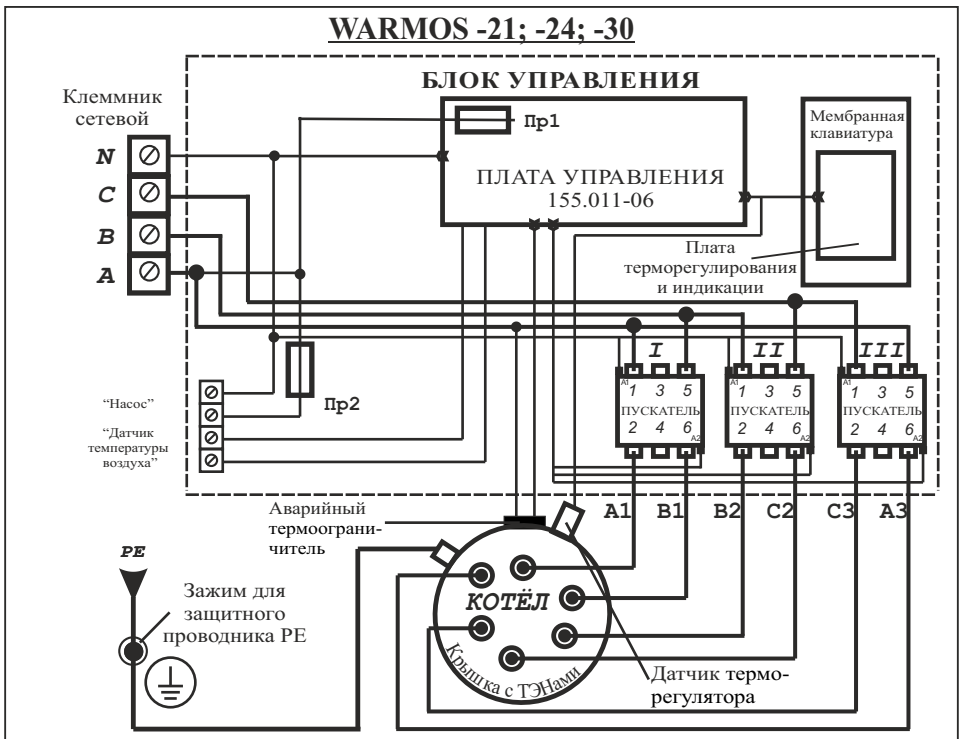 WARMOS -21; -24; -30
БЛОК УПРАВЛЕНИЯ
Клеммник
сетевой
N
C
B
A
Пр1
ПЛАТА УПРАВЛЕНИЯ
155.011-06
Мембранная
клавиатура
Плата
терморегулирования
и индикации
Пр2
“Насос”
“Датчик
температуры
воздуха”
I
A1
1 3 5
ПУСКАТЕЛЬ
2 4 6
A2
II
A1
1 3 5
ПУСКАТЕЛЬ
2 4 6
A2
III
A1
1 3 5
ПУСКАТЕЛЬ
2 4 6
A2
A1 B1 B2 C2 C3 A3
Аварийный
термоограни-
читель
PE
Зажим для
защитного
проводника PE
КОТЁЛ
Крышка с ТЭНами
Датчик термо-
регулятора